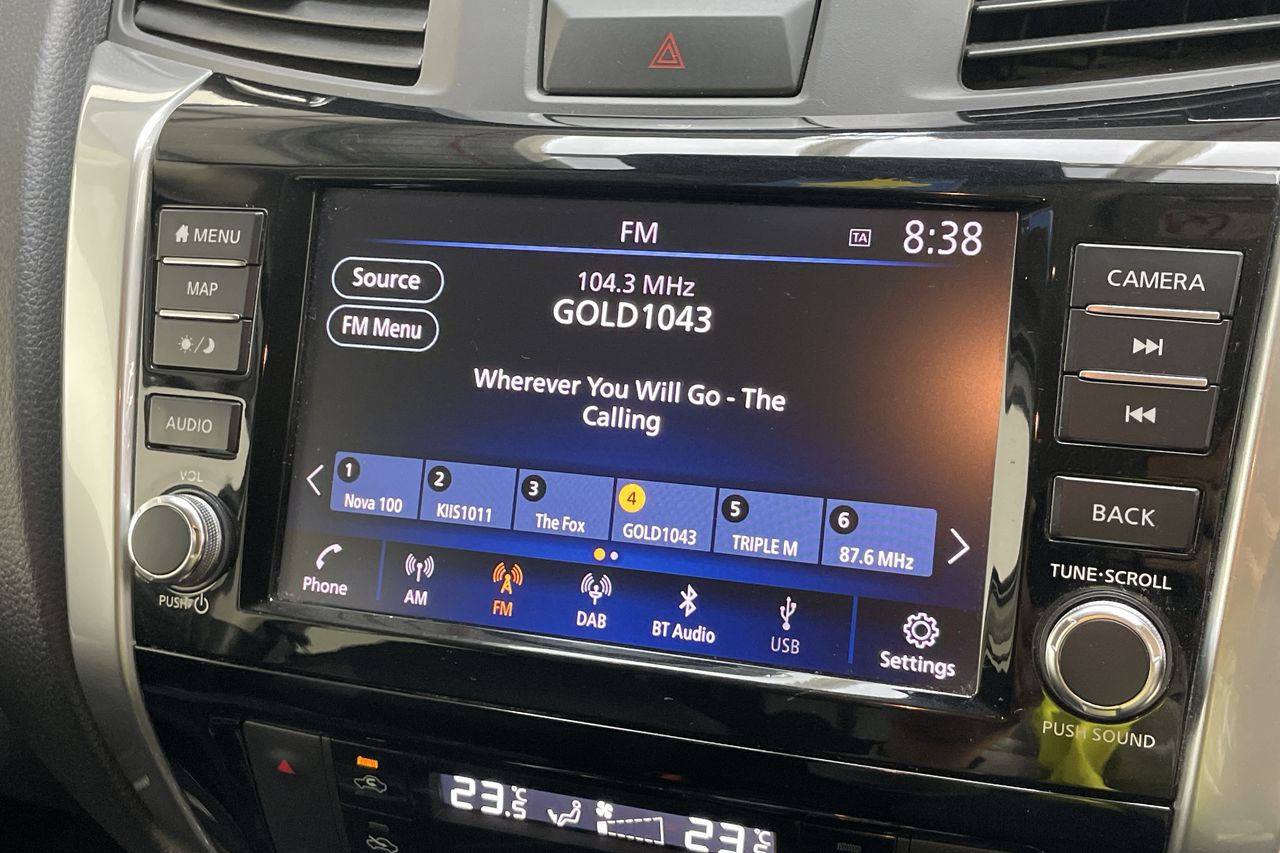 MENU
MAP
AUDIO
VOL
PUSH
FM
TA
8:38
Source
FM Menu
104.3 MHz
GOLD1043
Wherever You Will Go - The
Calling
1
Nova 100
2
KIIS1011
3
The Fox
4
GOLD1043
5
TRIPLE M
6
87.6 MHz
Phone
AM
FM
DAB
BT Audio
USB
Settings
CAMERA
BACK
TUNE·SCROLL
PUSH SOUND
23.5°C
23°C